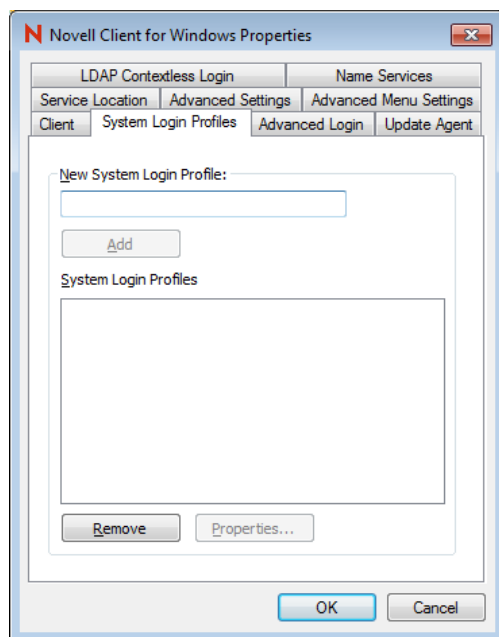 Novell Client for Windows Properties
LDAP Contextless Login Name Services
Service Location Advanced Settings Advanced Menu Settings
Client System Login Profiles Advanced Login Update Agent
New System Login Profile:
Add
System Login Profiles
Remove Properties...
OK Cancel